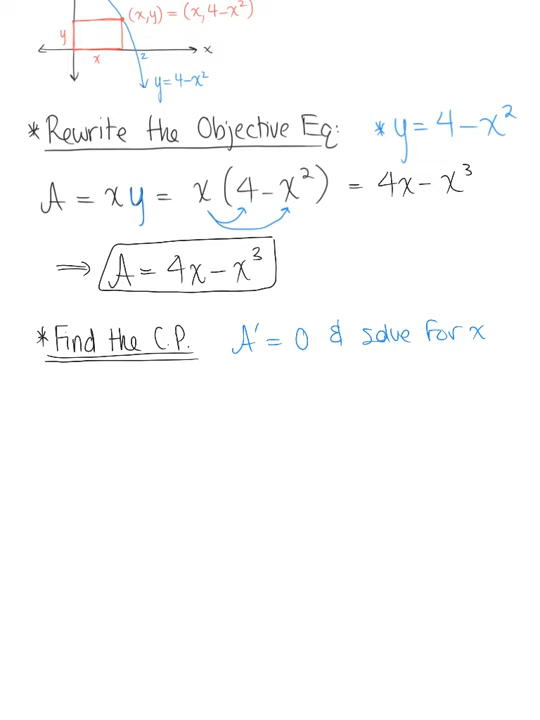 (x,y) = (x, 4-x²)
y
x
x
2
y = 4-x²
*Rewrite the Objective Eq: *y = 4-x²
A = xy = x(4-x²) = 4x-x³
⇒ A = 4x-x³
*Find the C.P. A' = 0 & solve for x